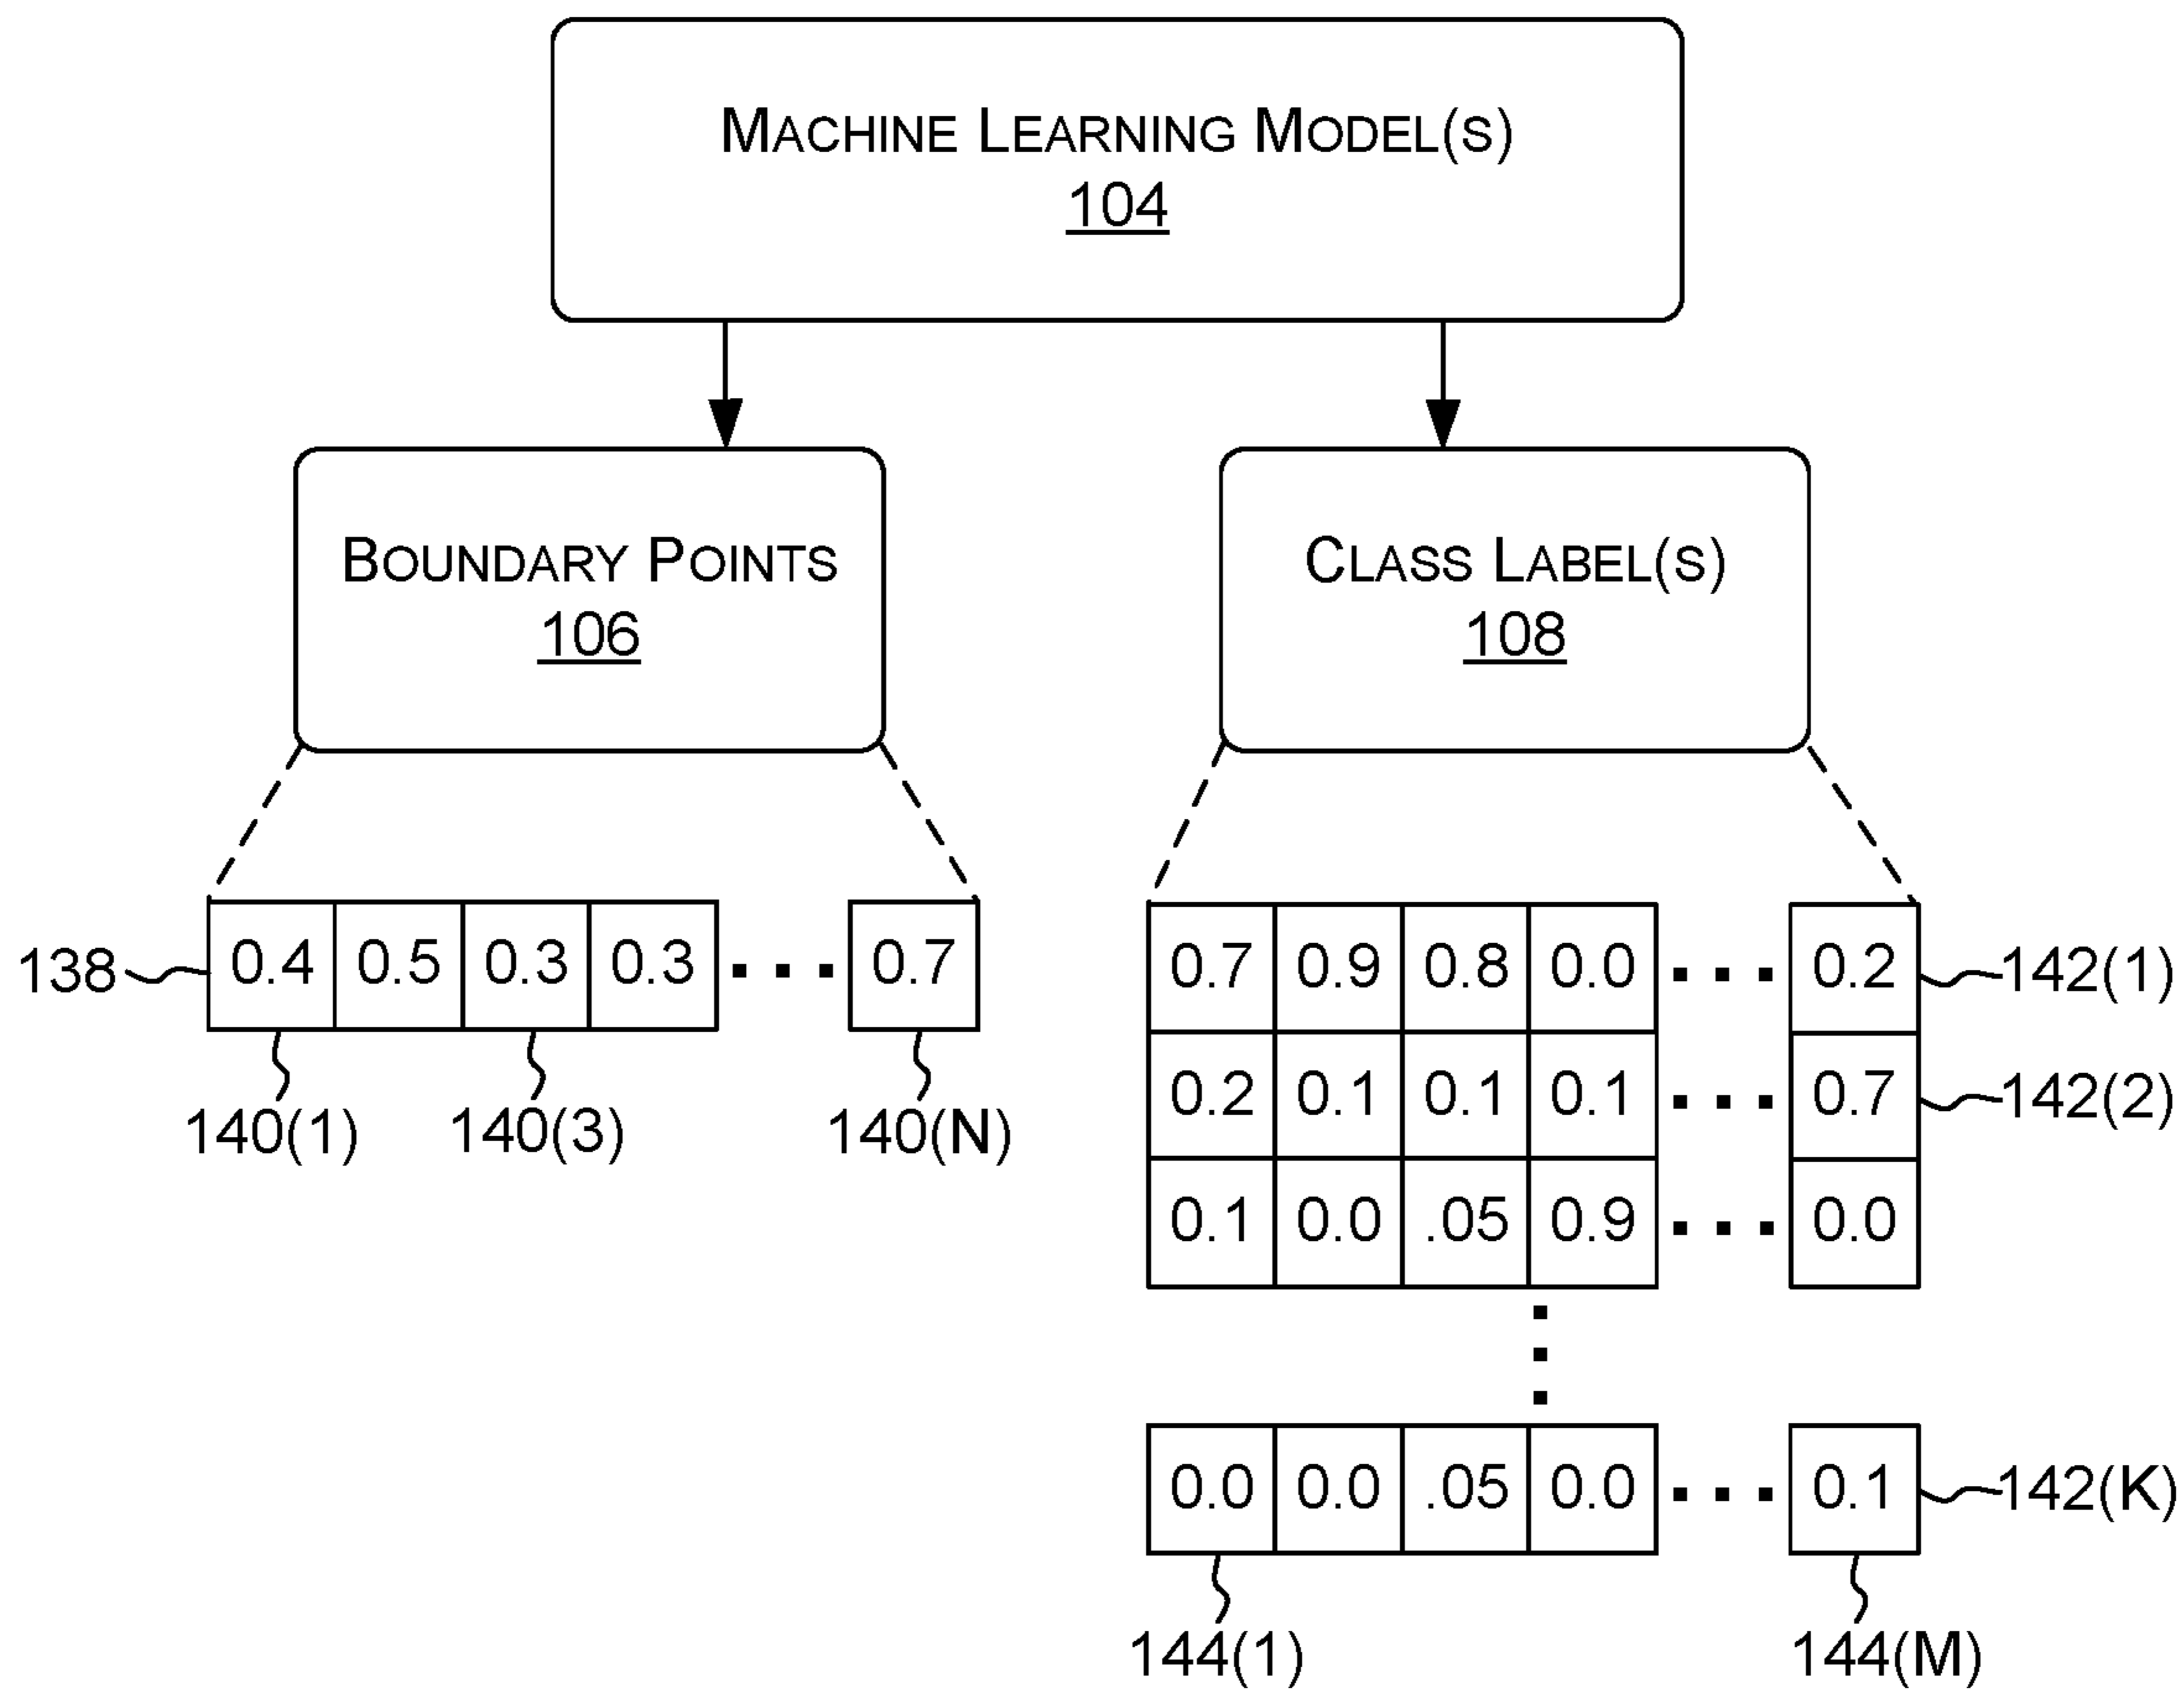 MACHINE LEARNING MODEL(S)
104
BOUNDARY POINTS
106
CLASS LABEL(S)
108
138 0.4 0.5 0.3 0.3 ... 0.7
140(1) 140(3) 140(N)
0.7 0.9 0.8 0.0 ... 0.2 142(1)
0.2 0.1 0.1 0.1 ... 0.7 142(2)
0.1 0.0 .05 0.9 ... 0.0
0.0 0.0 .05 0.0 ... 0.1 142(K)
144(1) 144(M)